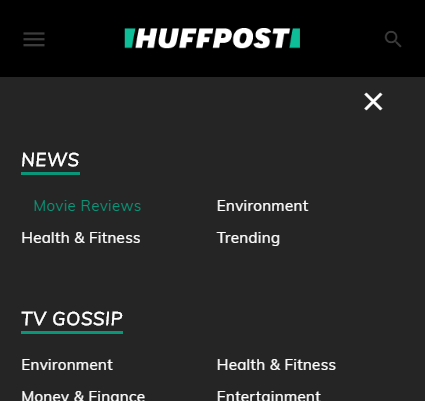 HUFFPOST
NEWS
Movie Reviews Environment
Health & Fitness Trending
TV GOSSIP
Environment Health & Fitness
Money & Finance Entertainment